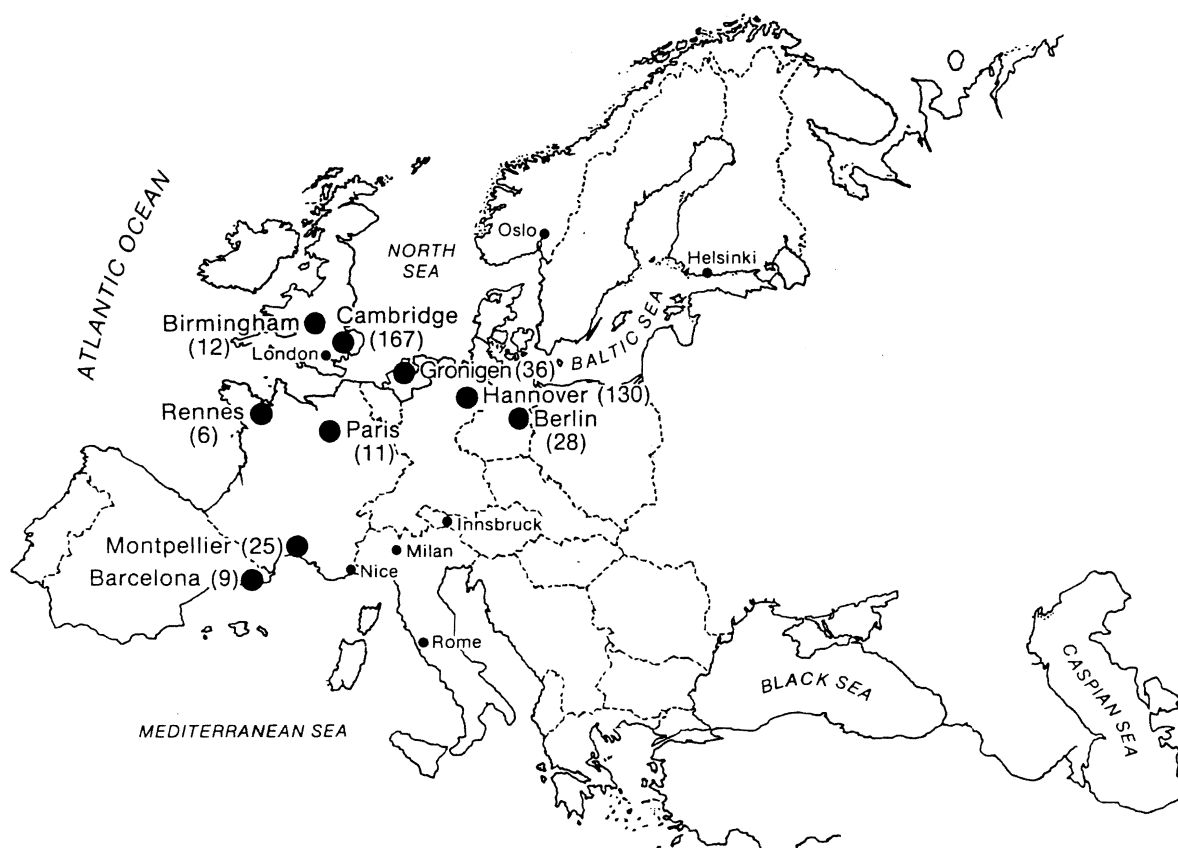 ATLANTIC OCEAN
NORTH
SEA
Oslo
Helsinki
BALTIC SEA
Birmingham
(12)
Cambridge
(167)
London
Gronigen (36)
Hannover (130)
Berlin
(28)
Rennes
(6)
Paris
(11)
Innsbruck
Montpellier (25)
Milan
Barcelona (9)
Nice
Rome
BLACK SEA
CASPIAN SEA
MEDITERRANEAN SEA